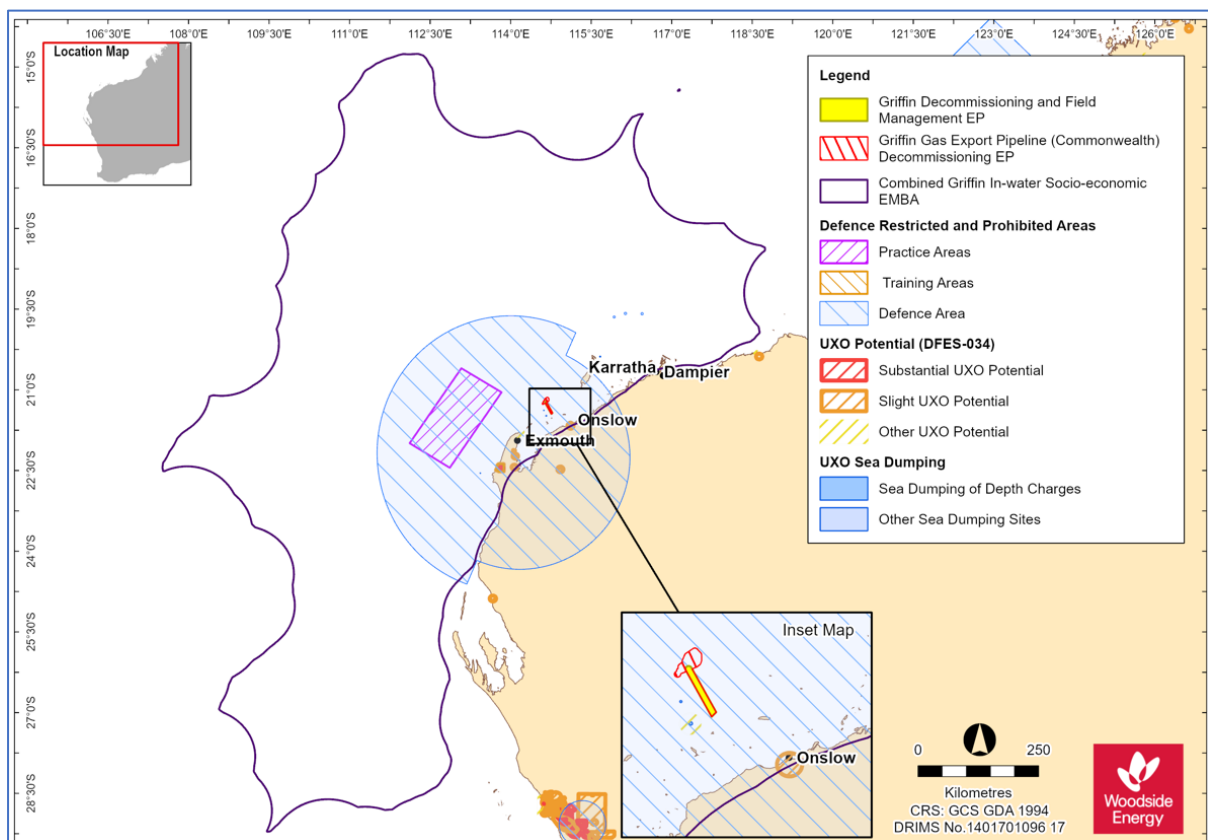 106°30'E 108°0'E 109°30'E 111°0'E 112°30'E 114°0'E 115°30'E 117°0'E 118°30'E 120°0'E 121°30'E 123°0'E 124°30'E 126°0'E
15°0'S
16°30'S
18°0'S
19°30'S
21°0'S
22°30'S
24°0'S
25°30'S
27°0'S
28°30'S
Location Map
Legend
Griffin Decommissioning and Field
Management EP
Griffin Gas Export Pipeline (Commonwealth)
Decommissioning EP
Combined Griffin In-water Socio-economic
EMBA
Defence Restricted and Prohibited Areas
Practice Areas
Training Areas
Defence Area
UXO Potential (DFES-034)
Substantial UXO Potential
Slight UXO Potential
Other UXO Potential
UXO Sea Dumping
Sea Dumping of Depth Charges
Other Sea Dumping Sites
Karratha
Dampier
Onslow
Exmouth
Inset Map
Onslow
0 250
Kilometres
CRS: GCS GDA 1994
DRIMS No.1401701096 17
Woodside
Energy